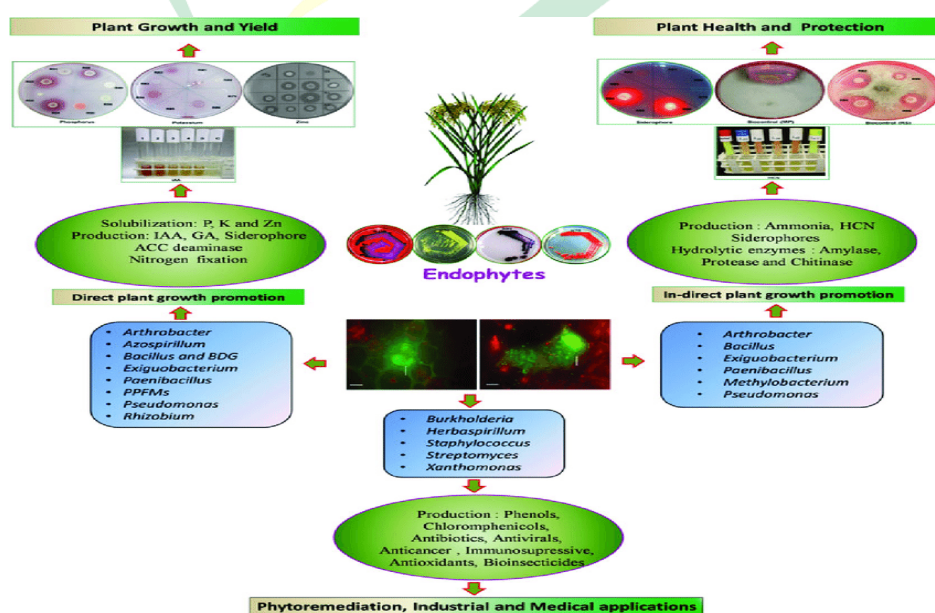 Plant Growth and Yield
Plant Health and Protection
Phosphorus
Potassium
Zinc
Siderophore
IAA
HCN
Solubilization: P, K and Zn
Production: IAA, GA, Siderophore
ACC deaminase
Nitrogen fixation
Production : Ammonia, HCN
Siderophores
Hydrolytic enzymes : Amylase,
Protease and Chitinase
Endophytes
Direct plant growth promotion
In-direct plant growth promotion
• Arthrobacter
• Azospirillum
• Bacillus and BDG
• Exiguobacterium
• Paenibacillus
• PPFMs
• Pseudomonas
• Rhizobium
• Arthrobacter
• Bacillus
• Exiguobacterium
• Paenibacillus
• Methylobacterium
• Pseudomonas
• Burkholderia
• Herbaspirillum
• Staphylococcus
• Streptomyces
• Xanthomonas
Production : Phenols,
Chloromphenicols,
Antibiotics, Antivirals,
Anticancer , Immunosupressive,
Antioxidants, Bioinsecticides
Phytoremediation, Industrial and Medical applications